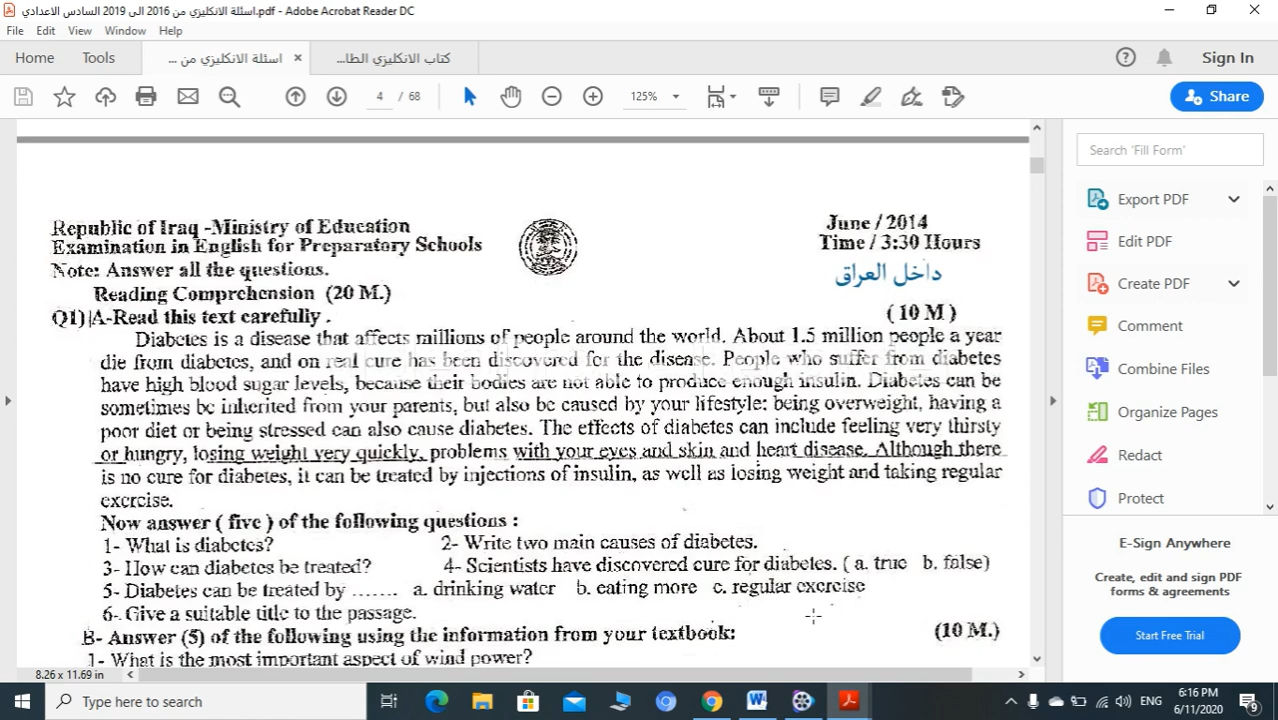 اسئلة الانكليزي من 2016 الى 2019 السادس الاعدادي.pdf - Adobe Acrobat Reader DC
File Edit View Window Help
Home Tools اسئلة الانكليزي من ... × كتاب الانكليزي الطا... Sign In
4 / 68 125% Share
Search 'Fill Form'
Export PDF
Edit PDF
Create PDF
Comment
Combine Files
Organize Pages
Redact
Protect
E-Sign Anywhere
Create, edit and sign PDF
forms & agreements
Start Free Trial
Republic of Iraq -Ministry of Education June / 2014
Examination in English for Preparatory Schools Time / 3:30 Hours
Note: Answer all the questions. داخل العراق
Reading Comprehension (20 M.)
Q1) A-Read this text carefully . ( 10 M )
Diabetes is a disease that affects millions of people around the world. About 1.5 million people a year
die from diabetes, and on real cure has been discovered for the disease. People who suffer from diabetes
have high blood sugar levels, because their bodies are not able to produce enough insulin. Diabetes can be
sometimes be inherited from your parents, but also be caused by your lifestyle: being overweight, having a
poor diet or being stressed can also cause diabetes. The effects of diabetes can include feeling very thirsty
or hungry, losing weight very quickly, problems with your eyes and skin and heart disease. Although there
is no cure for diabetes, it can be treated by injections of insulin, as well as losing weight and taking regular
exercise.
Now answer ( five ) of the following questions :
1- What is diabetes? 2- Write two main causes of diabetes.
3- How can diabetes be treated? 4- Scientists have discovered cure for diabetes. ( a. true b. false)
5- Diabetes can be treated by ....... a. drinking water b. eating more c. regular exercise
6- Give a suitable title to the passage.
B- Answer (5) of the following using the information from your textbook: (10 M.)
1- What is the most important aspect of wind power?
8.26 x 11.69 in
Type here to search ENG 6:16 PM
6/11/2020